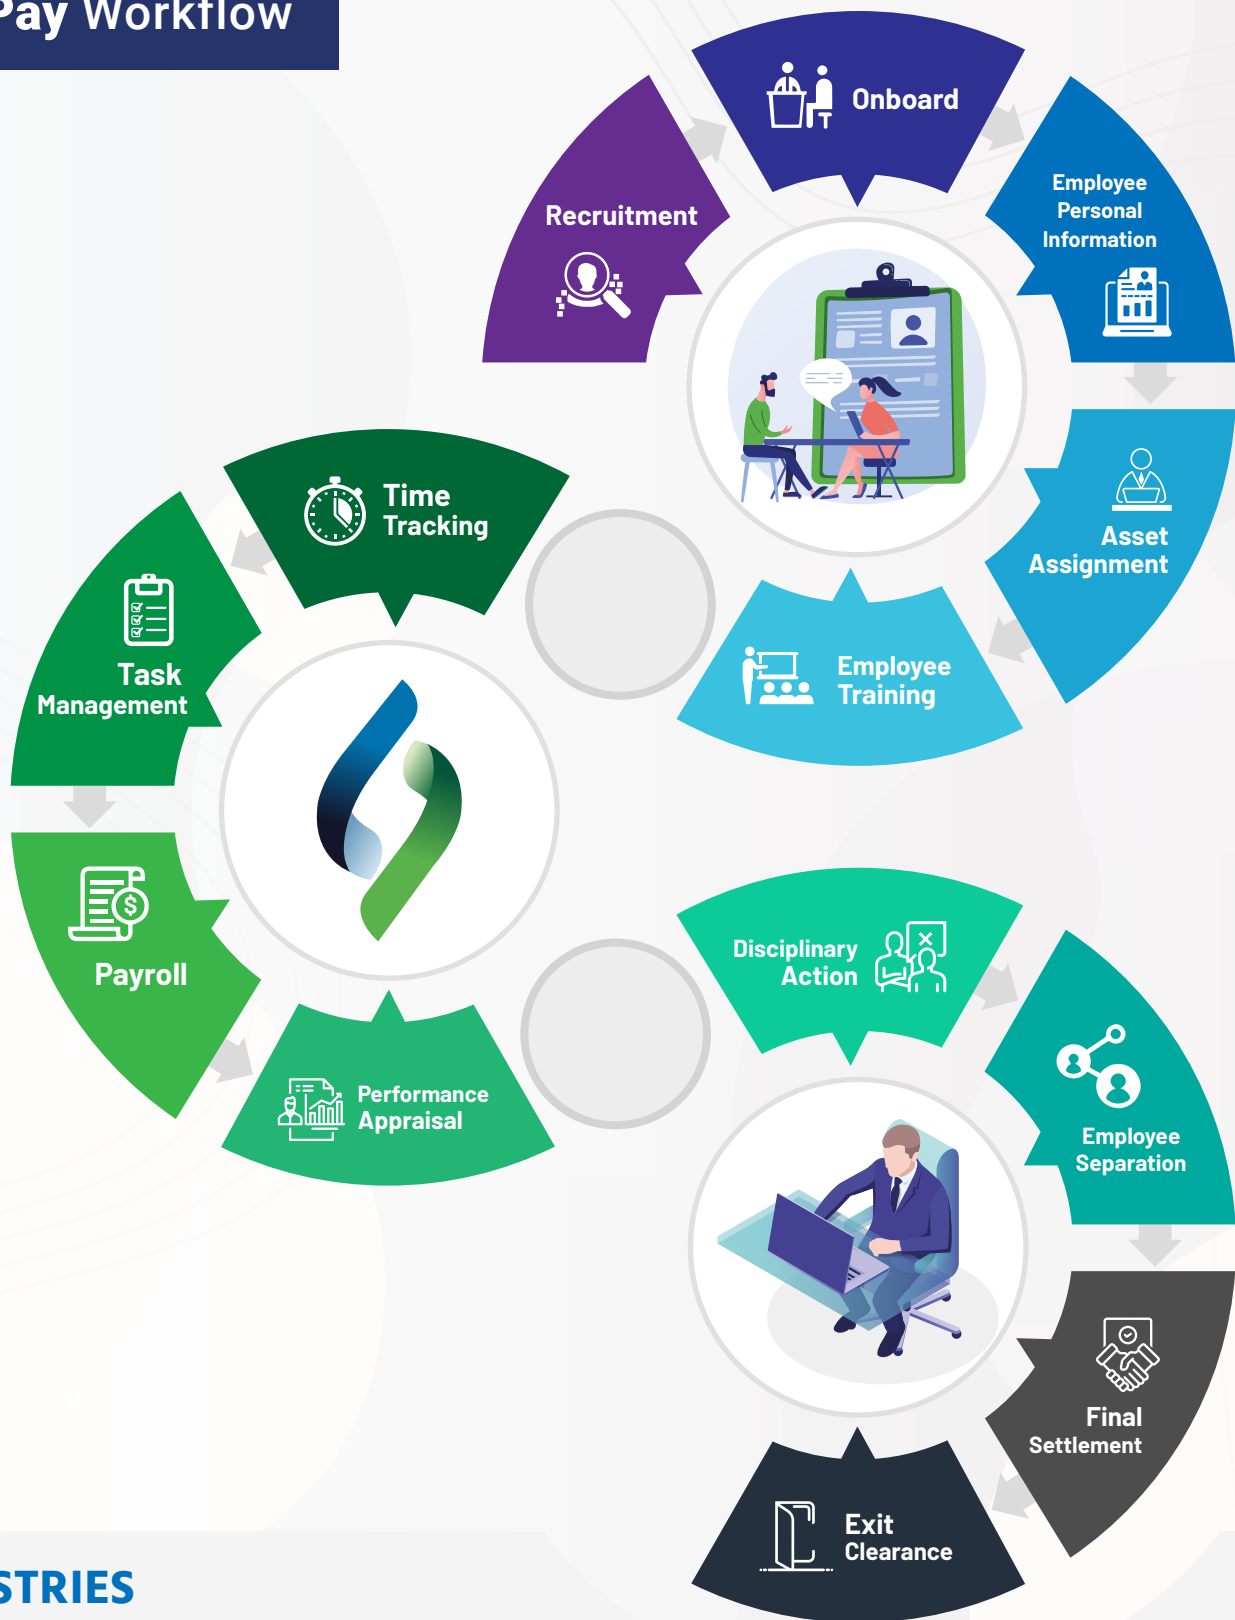 Pay Workflow
Recruitment
Onboard
Employee
Personal
Information
Asset
Assignment
Employee
Training
Time
Tracking
Task
Management
Payroll
$
Performance
Appraisal
Disciplinary
Action
Employee
Separation
Final
Settlement
Exit
Clearance
STRIES